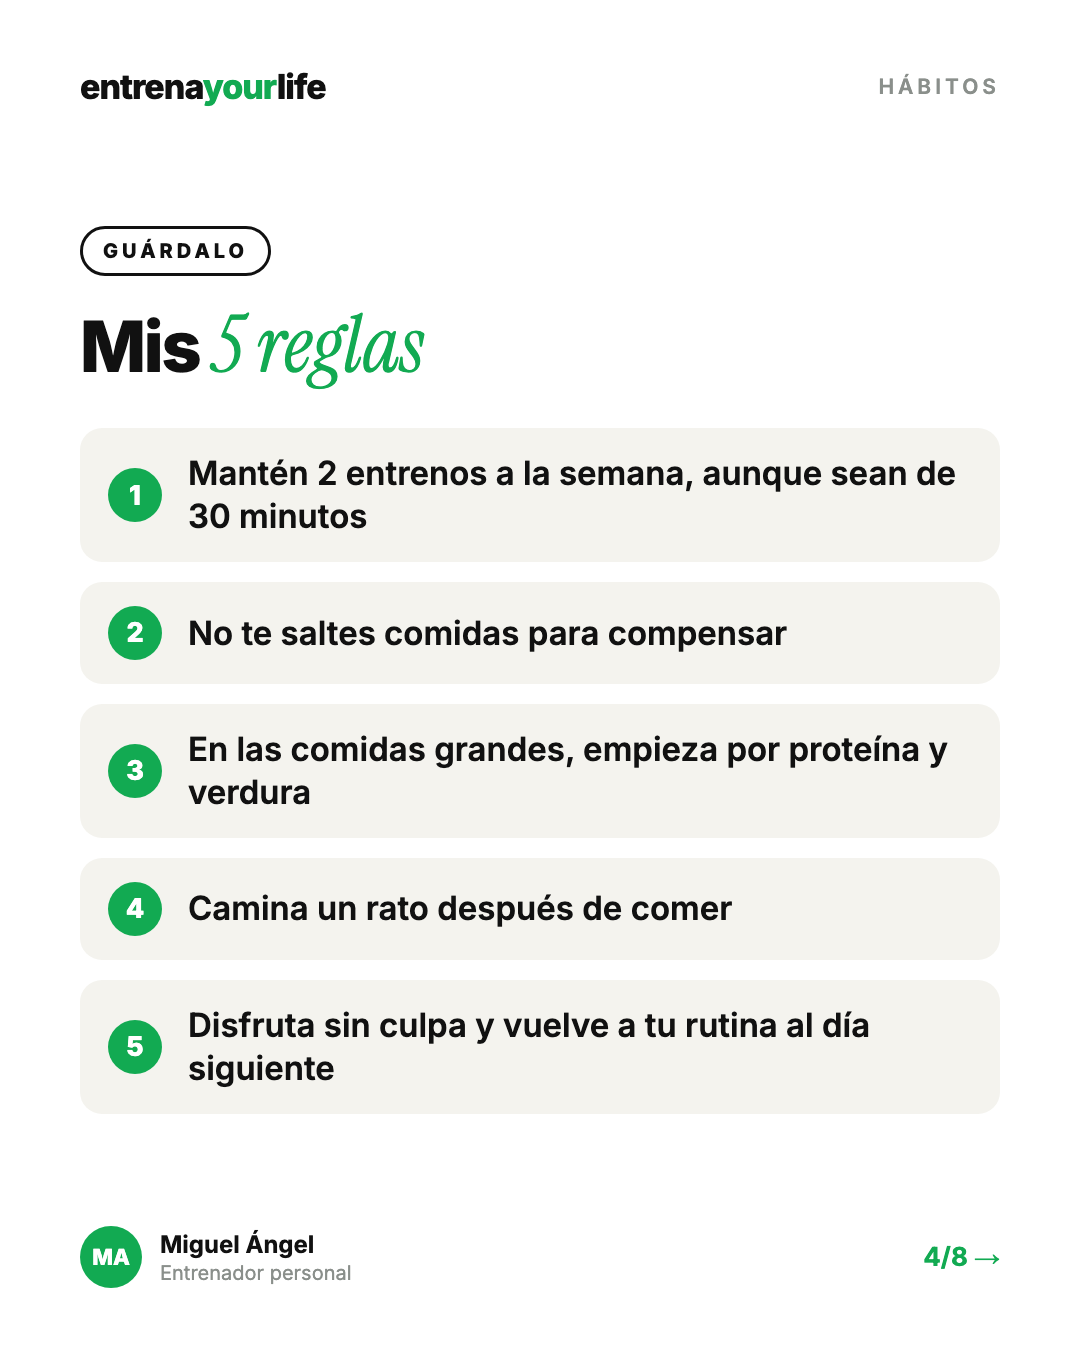 entrenayourlife
HÁBITOS
GUÁRDALO
Mis 5 reglas
1
Mantén 2 entrenos a la semana, aunque sean de
30 minutos
2
No te saltes comidas para compensar
3
En las comidas grandes, empieza por proteína y
verdura
4
Camina un rato después de comer
5
Disfruta sin culpa y vuelve a tu rutina al día
siguiente
MA
Miguel Ángel
Entrenador personal
4/8 →